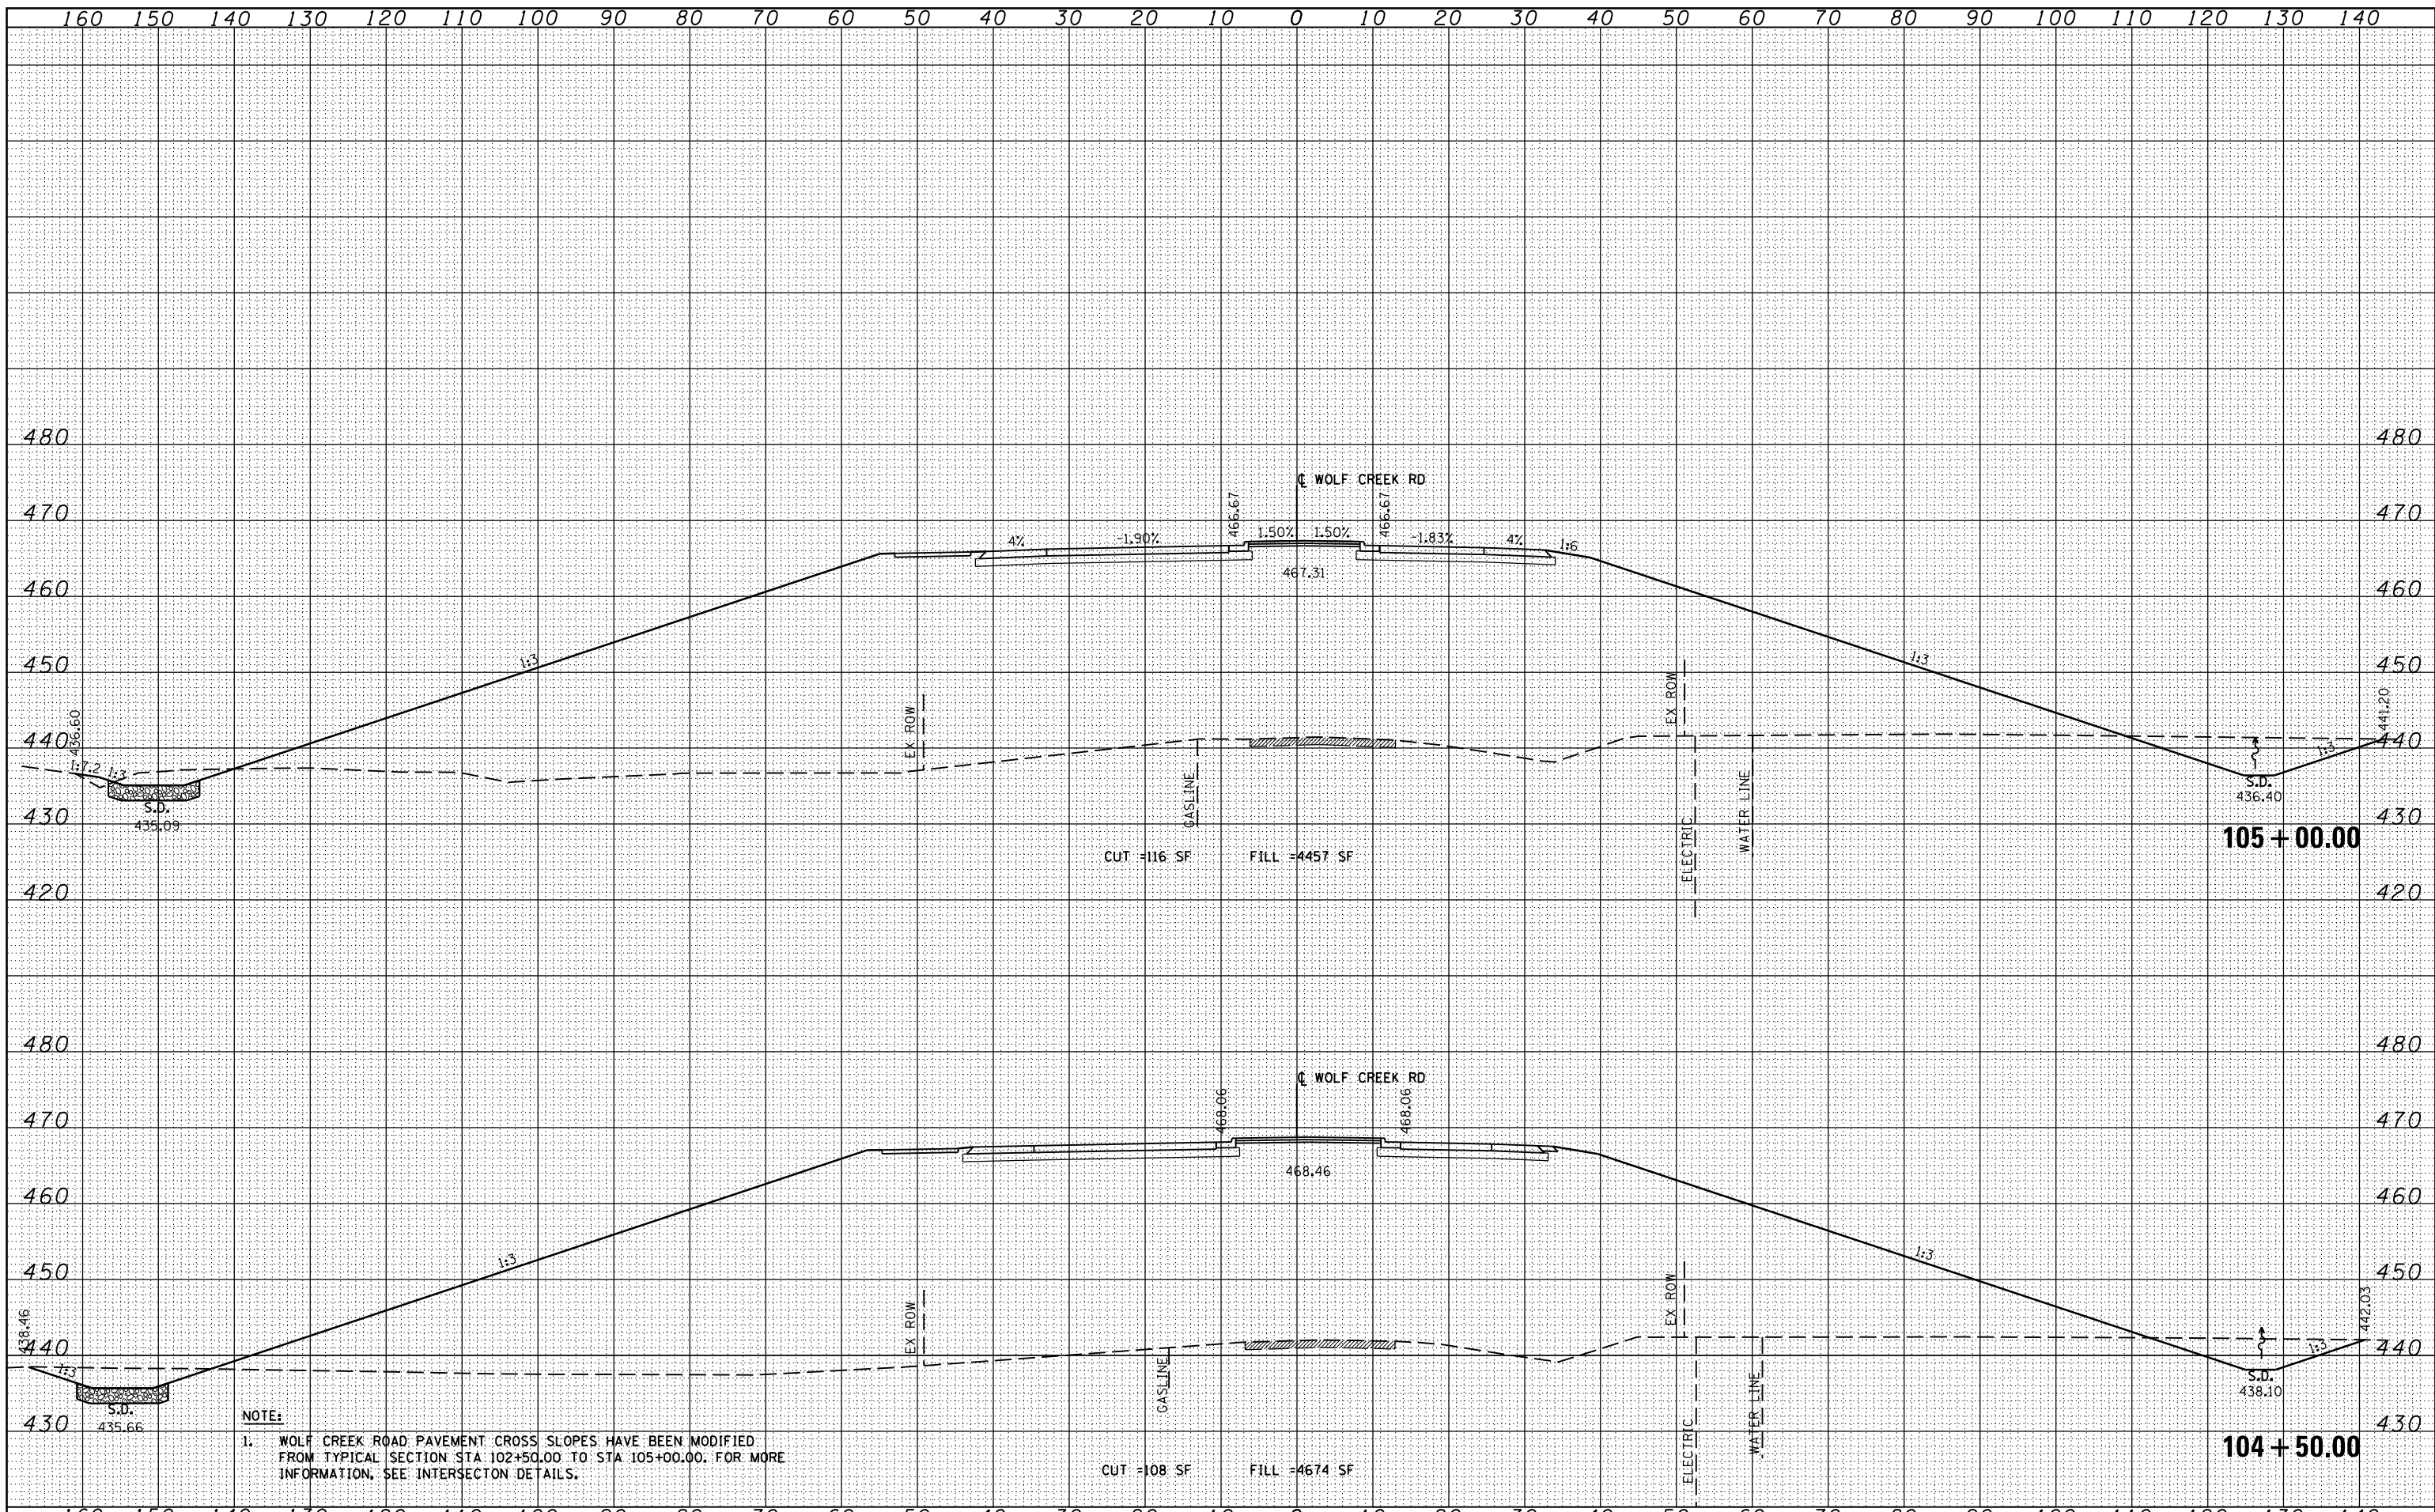 160 150 140 130 120 110 100 90 80 70 60 50 40 30 20 10 0 10 20 30 40 50 60 70 80 90 100 110 120 130 140
480 480
℄ WOLF CREEK RD
470 470
466.67 466.67
4% -1.90% 1.50% 1.50% -1.83% 4% 1:6
467.31
460 460
1:3 1:3
450 450
EX ROW EX ROW
436.60 441.20
440 440
1:7.2 1:3 1:3
S.D.
435.09
S.D.
436.40
GASLINE
ELECTRIC
WATER LINE
430 430
105+00.00
CUT =116 SF FILL =4457 SF
420 420
480 480
℄ WOLF CREEK RD
470 470
468.06 468.06
468.46
460 460
1:3 1:3
450 450
EX ROW EX ROW
438.46 442.03
440 440
1:3 1:3
S.D.
435.66
S.D.
438.10
GASLINE
ELECTRIC
WATER LINE
430 430
104+50.00
NOTE:
1. WOLF CREEK ROAD PAVEMENT CROSS SLOPES HAVE BEEN MODIFIED
FROM TYPICAL SECTION STA 102+50.00 TO STA 105+00.00. FOR MORE
INFORMATION, SEE INTERSECTON DETAILS.
CUT =108 SF FILL =4674 SF